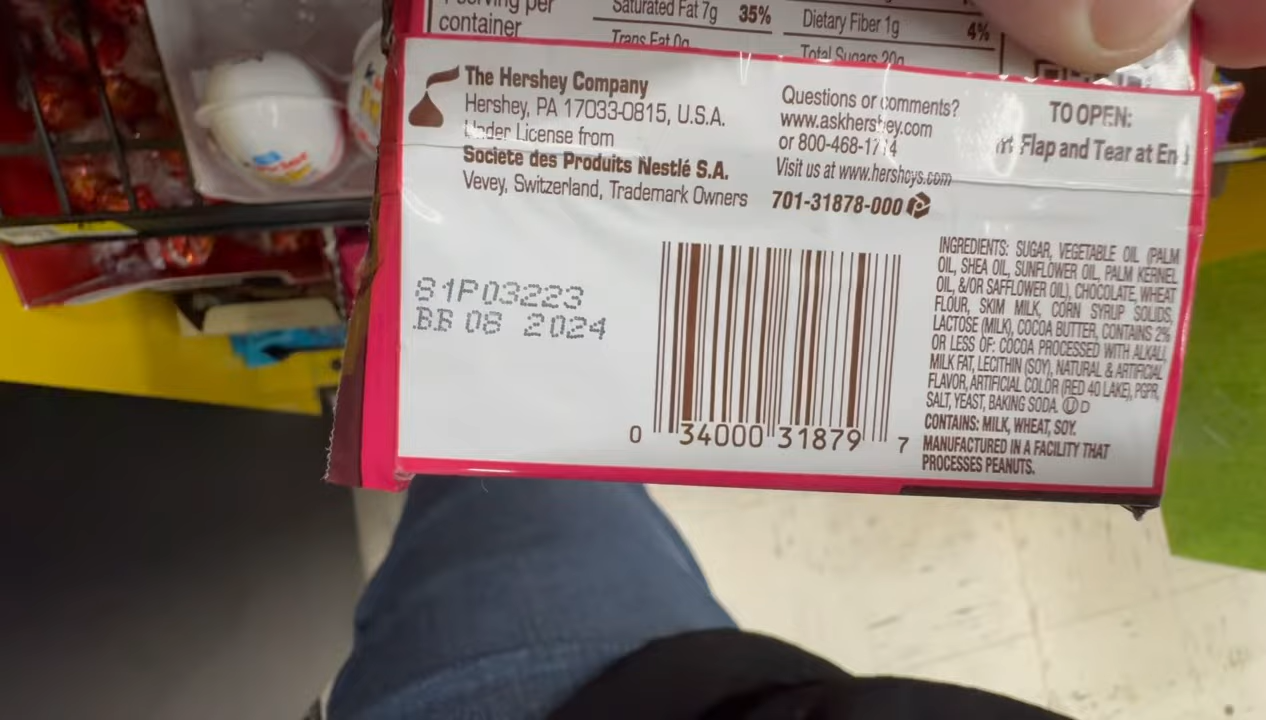 container
Saturated Fat 7g 35%
Dietary Fiber 1g 4%
Trans Fat 0g
Total Sugars 20g
The Hershey Company
Hershey, PA 17033-0815, U.S.A.
Under License from
Societe des Produits Nestlé S.A.
Vevey, Switzerland, Trademark Owners
Questions or comments?
www.askhershey.com
or 800-468-1714
Visit us at www.hersheys.com
701-31878-000
TO OPEN:
Flap and Tear at End
81P03223
BB 08 2024
0 34000 31879 7
INGREDIENTS: SUGAR, VEGETABLE OIL (PALM
OIL, SHEA OIL, SUNFLOWER OIL, PALM KERNEL
OIL, &/OR SAFFLOWER OIL), CHOCOLATE, WHEAT
FLOUR, SKIM MILK, CORN SYRUP SOLIDS,
LACTOSE (MILK), COCOA BUTTER, CONTAINS 2%
OR LESS OF: COCOA PROCESSED WITH ALKALI,
MILK FAT, LECITHIN (SOY), NATURAL & ARTIFICIAL
FLAVOR, ARTIFICIAL COLOR (RED 40 LAKE), PGPR,
SALT, YEAST, BAKING SODA. Ⓤ D
CONTAINS: MILK, WHEAT, SOY.
MANUFACTURED IN A FACILITY THAT
PROCESSES PEANUTS.